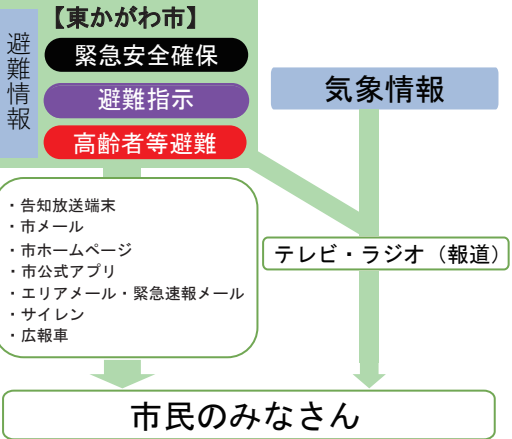 【東かがわ市】
避難情報
緊急安全確保
避難指示
高齢者等避難
気象情報
・告知放送端末
・市メール
・市ホームページ
・市公式アプリ
・エリアメール・緊急速報メール
・サイレン
・広報車
テレビ・ラジオ（報道）
市民のみなさん